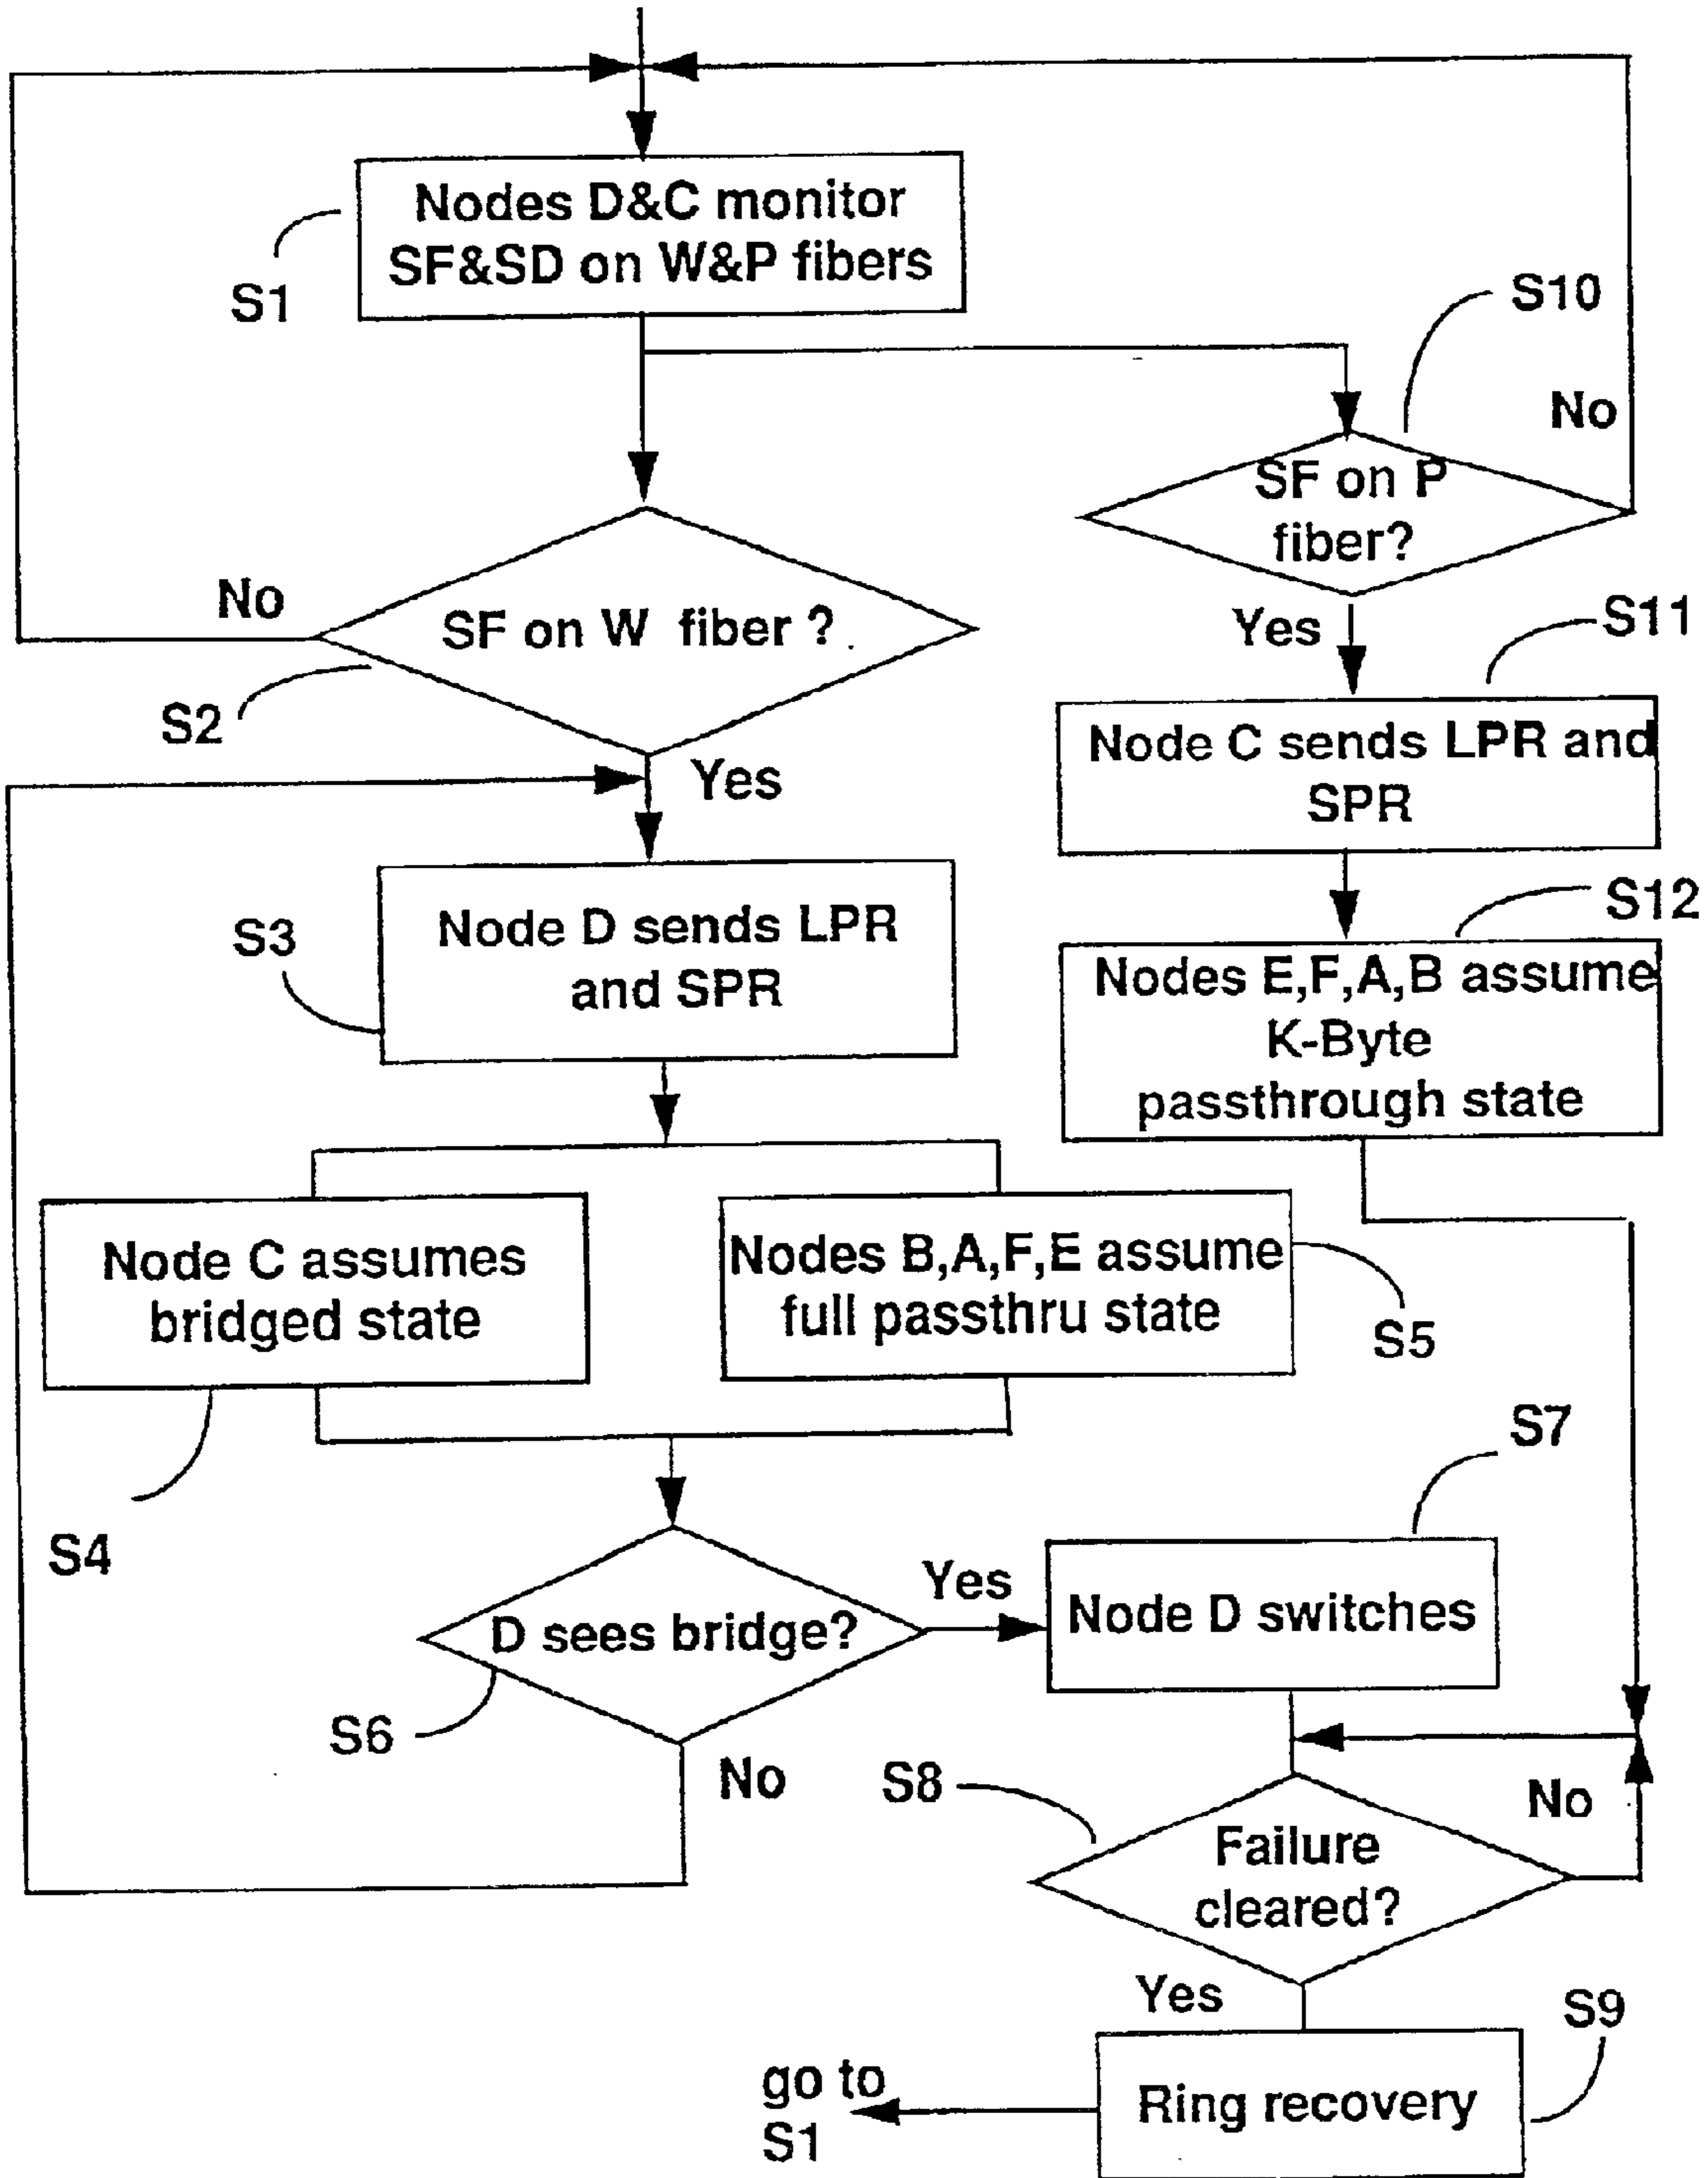 Nodes D&C monitor
SF&SD on W&P fibers
S1
S10
No
SF on P
fiber?
No
SF on W fiber ?
S2
Yes
S11
Yes
Node C sends LPR and
SPR
S3
Node D sends LPR
and SPR
S12
Nodes E,F,A,B assume
K-Byte
passthrough state
Node C assumes
bridged state
Nodes B,A,F,E assume
full passthru state
S5
S4
S7
D sees bridge?
Yes
Node D switches
S6
No
S8
No
Failure
cleared?
Yes
S9
go to
S1
Ring recovery